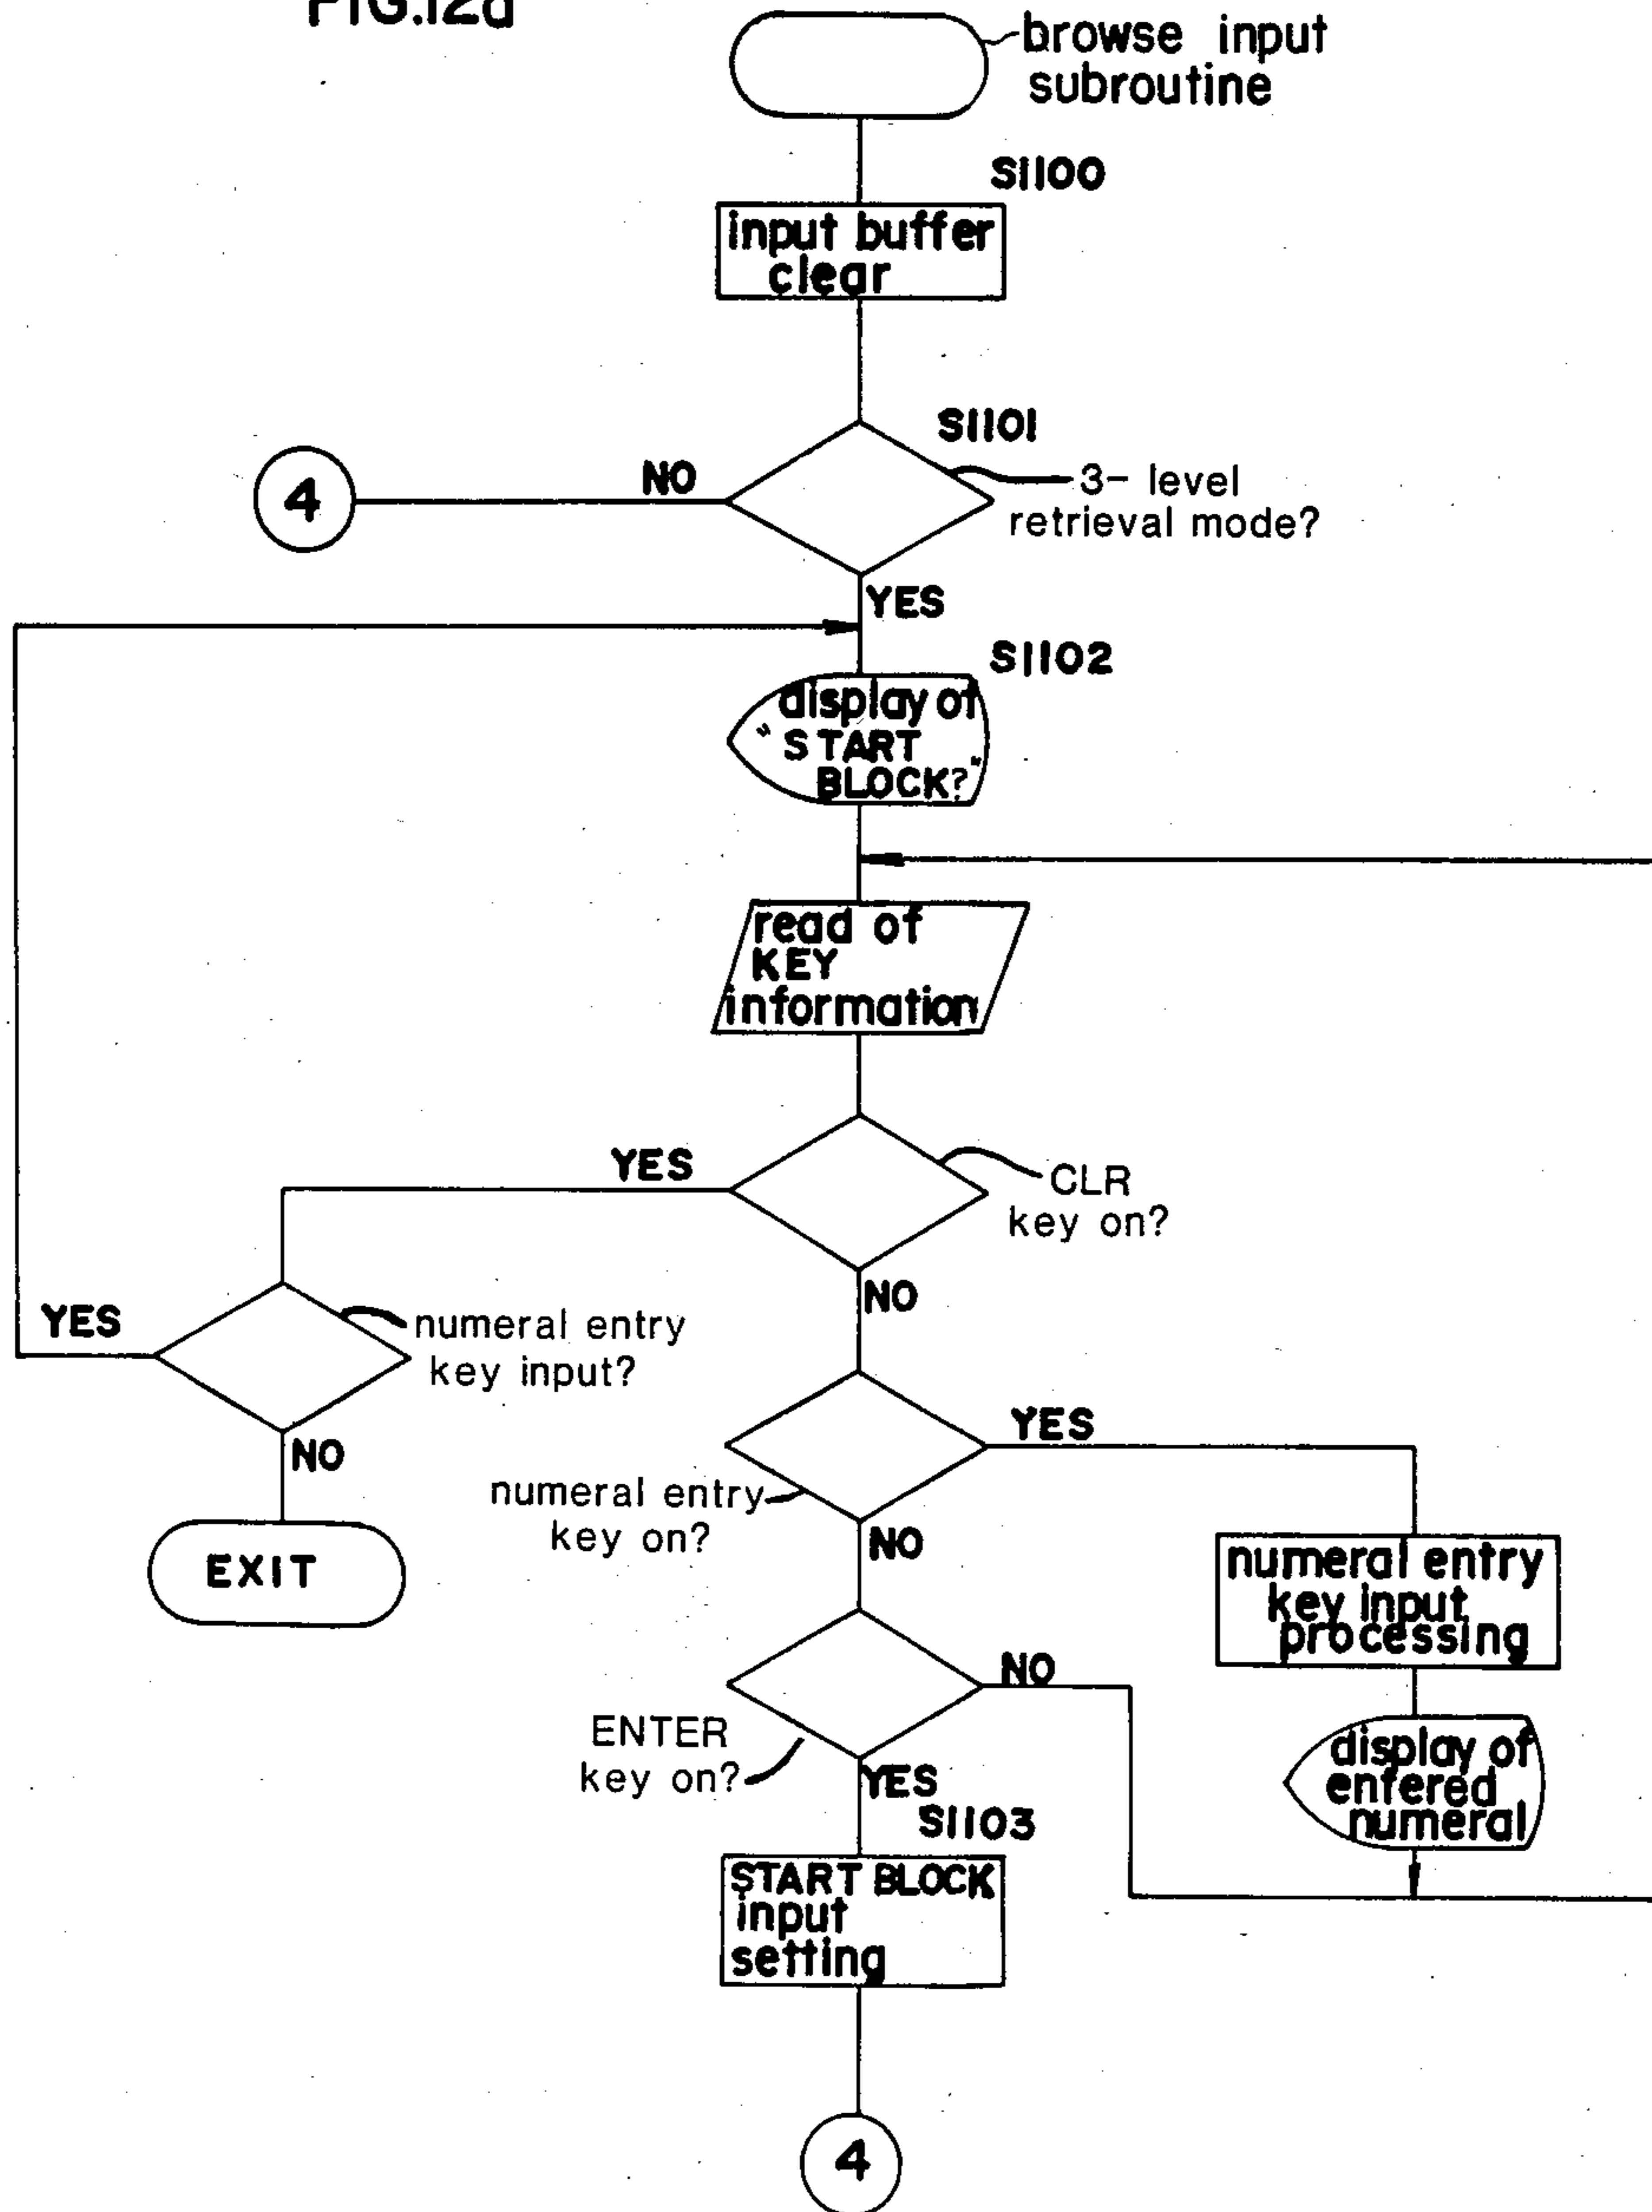 FIG.12a
browse input
subroutine
S1100
input buffer
clear
S1101
NO
4
3- level
retrieval mode?
YES
S1102
display of
"START
BLOCK?"
read of
KEY
information
YES
CLR
key on?
NO
YES
numeral entry
key input?
NO
EXIT
YES
numeral entry
key on?
NO
numeral entry
key input
processing
NO
ENTER
key on?
YES
display of
entered
numeral
S1103
START BLOCK
input
setting
4